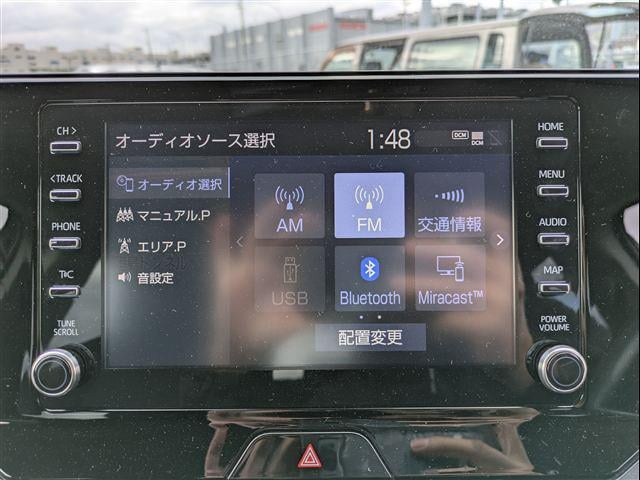 CH >
< TRACK
PHONE
T×C
TUNE
SCROLL
オーディオソース選択
1:48
DCM
DCM
オーディオ選択
マニュアル.P
エリア.P
音設定
AM
FM
交通情報
USB
Bluetooth
Miracast™
配置変更
HOME
MENU
AUDIO
MAP
POWER
VOLUME